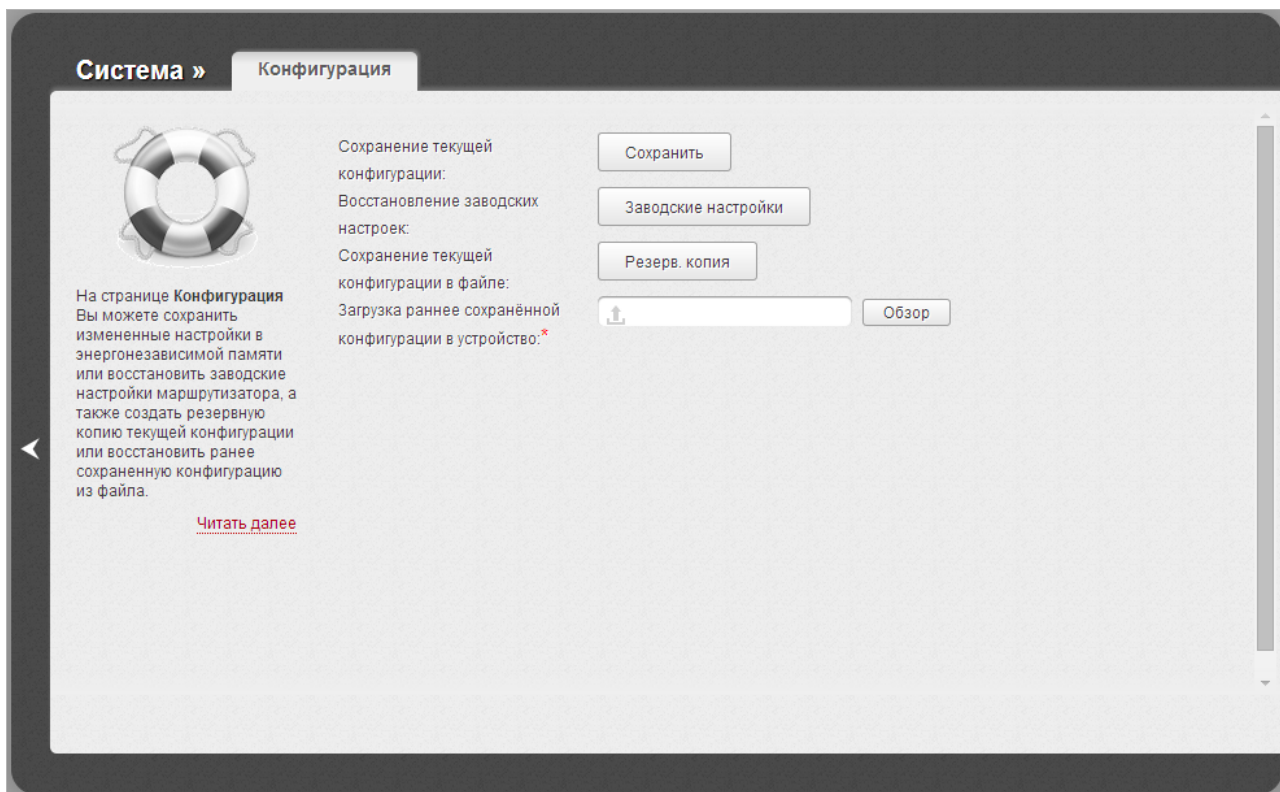 Система »
Конфигурация
На странице Конфигурация
Вы можете сохранить
измененные настройки в
энергонезависимой памяти
или восстановить заводские
настройки маршрутизатора, а
также создать резервную
копию текущей конфигурации
или восстановить ранее
сохраненную конфигурацию
из файла.
Читать далее
Сохранение текущей
конфигурации:
Сохранить
Восстановление заводских
настроек:
Заводские настройки
Сохранение текущей
конфигурации в файле:
Резерв. копия
Загрузка раннее сохранённой
конфигурации в устройство:*
Обзор